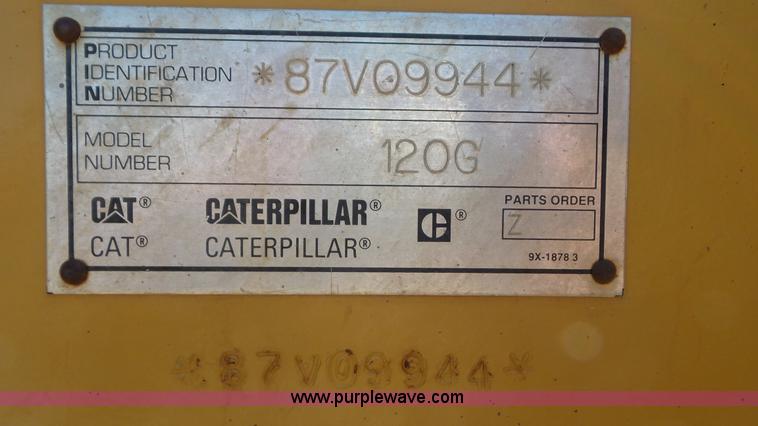 PRODUCT
IDENTIFICATION
NUMBER
*87V09944*
MODEL
NUMBER
120G
CAT® CATERPILLAR® C® PARTS ORDER
Z
CAT® CATERPILLAR®
9X-1878 3
*87V09944*
www.purplewave.com